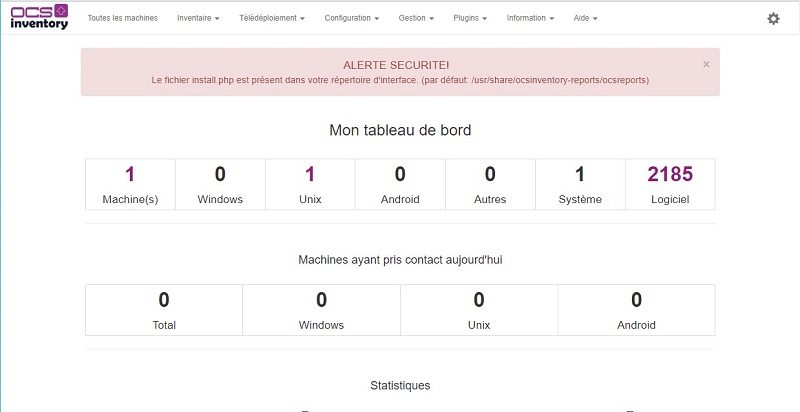 OCS inventory
Toutes les machines Inventaire Télédéploiement Configuration Gestion Plugins Information Aide
ALERTE SECURITE!
×
Le fichier install.php est présent dans votre répertoire d'interface. (par défaut: /usr/share/ocsinventory-reports/ocsreports)
Mon tableau de bord
1 0 1 0 0 1 2185
Machine(s) Windows Unix Android Autres Système Logiciel
Machines ayant pris contact aujourd'hui
0 0 0 0
Total Windows Unix Android
Statistiques